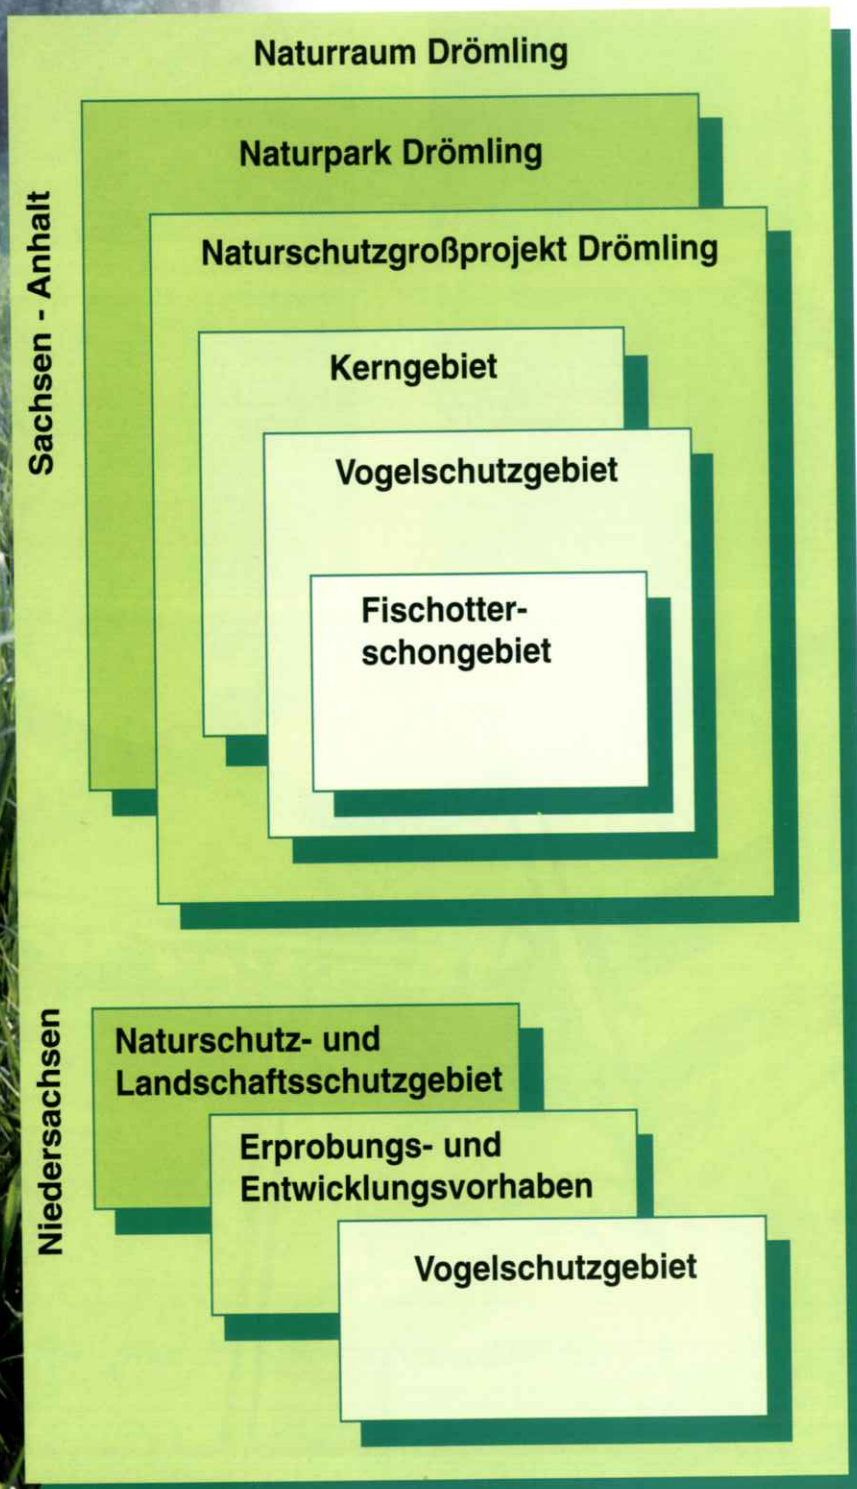 Naturraum Drömling
Sachsen - Anhalt
Naturpark Drömling
Naturschutzgroßprojekt Drömling
Kerngebiet
Vogelschutzgebiet
Fischotter-
schongebiet
Niedersachsen
Naturschutz- und
Landschaftsschutzgebiet
Erprobungs- und
Entwicklungsvorhaben
Vogelschutzgebiet